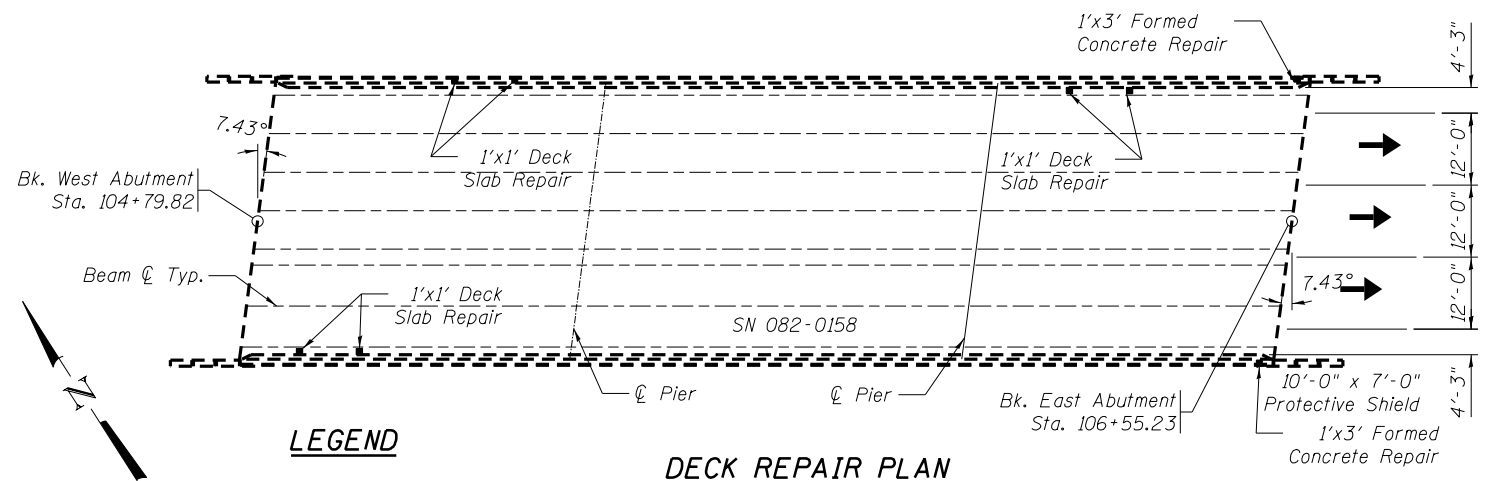 1'x3' Formed
Concrete Repair
4'-3"
7.43°
1'x1' Deck
Slab Repair
1'x1' Deck
Slab Repair
12'-0"
Bk. West Abutment
Sta. 104+79.82
12'-0"
Beam ℄ Typ.
1'x1' Deck
Slab Repair
7.43°
12'-0"
SN 082-0158
N
℄ Pier
℄ Pier
Bk. East Abutment
Sta. 106+55.23
10'-0" x 7'-0"
Protective Shield
4'-3"
1'x3' Formed
Concrete Repair
LEGEND
DECK REPAIR PLAN